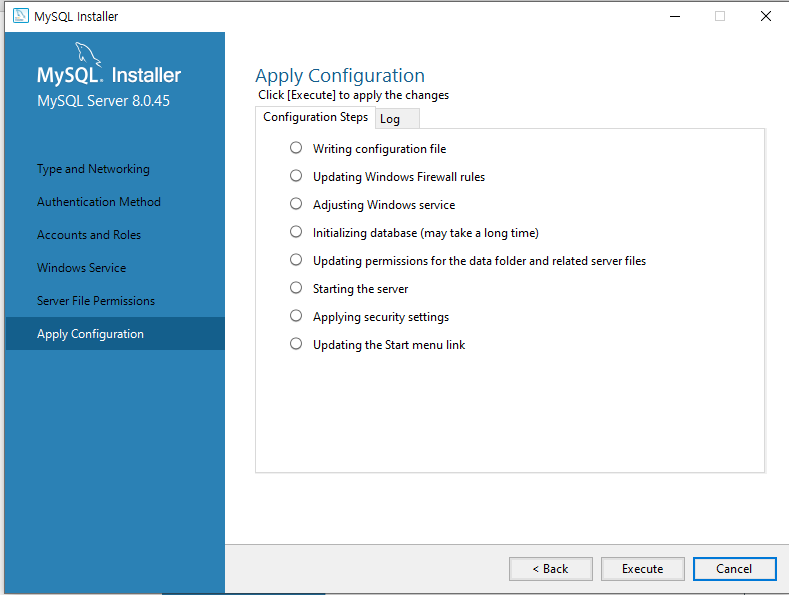 MySQL Installer
MySQL. Installer
MySQL Server 8.0.45
Type and Networking
Authentication Method
Accounts and Roles
Windows Service
Server File Permissions
Apply Configuration
Apply Configuration
Click [Execute] to apply the changes
Configuration Steps
Log
Writing configuration file
Updating Windows Firewall rules
Adjusting Windows service
Initializing database (may take a long time)
Updating permissions for the data folder and related server files
Starting the server
Applying security settings
Updating the Start menu link
< Back
Execute
Cancel